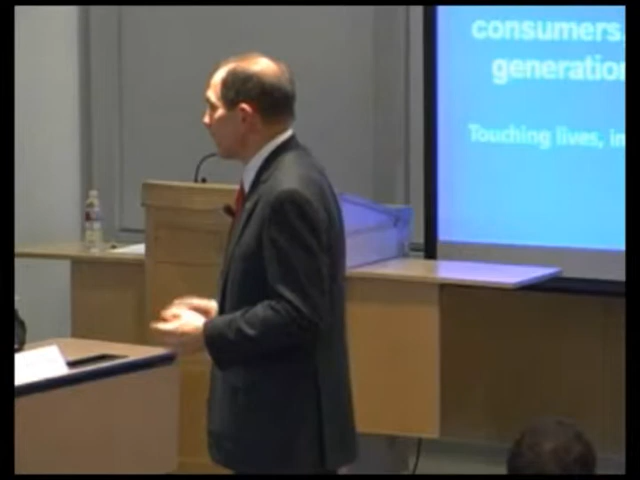 consumers.
generation
Touching lives, in